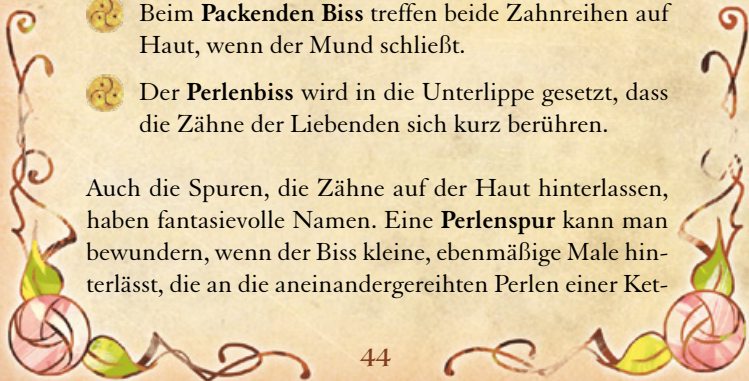 Beim Packenden Biss treffen beide Zahnreihen auf
Haut, wenn der Mund schließt.
Der Perlenbiss wird in die Unterlippe gesetzt, dass
die Zähne der Liebenden sich kurz berühren.
Auch die Spuren, die Zähne auf der Haut hinterlassen,
haben fantasievolle Namen. Eine Perlenspur kann man
bewundern, wenn der Biss kleine, ebenmäßige Male hin-
terlässt, die an die aneinandergereihten Perlen einer Ket-
44